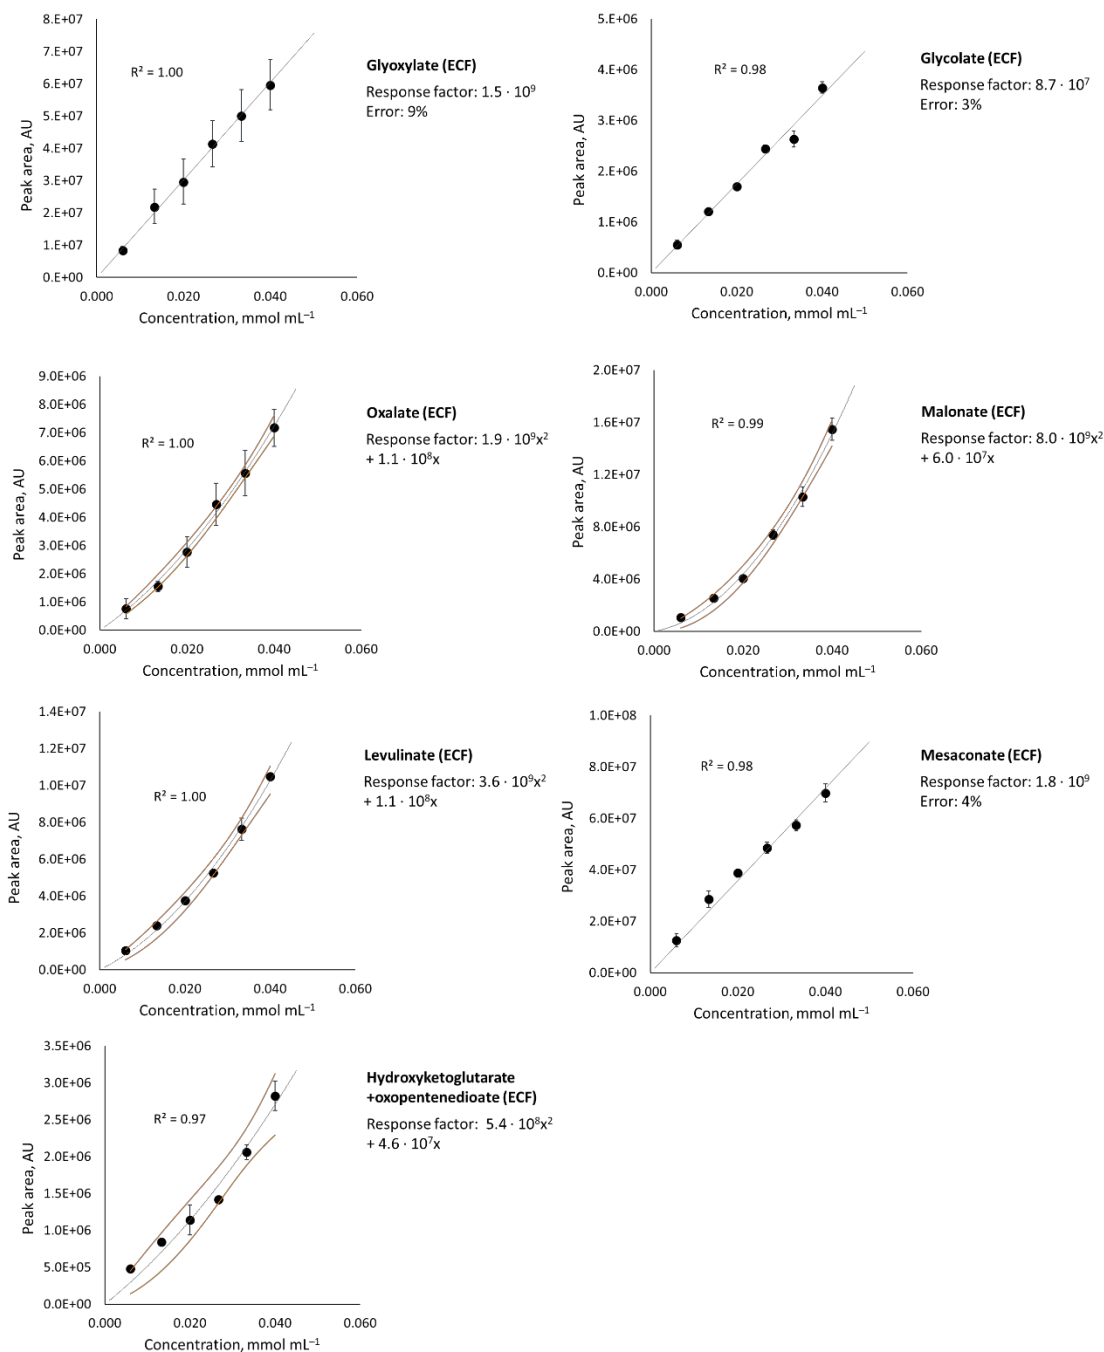 8.E+07
7.E+07
6.E+07
5.E+07
4.E+07
3.E+07
2.E+07
1.E+07
0.E+00
0.000 0.020 0.040 0.060
Peak area, AU
Concentration, mmol mL⁻¹
R² = 1.00
Glyoxylate (ECF)
Response factor: 1.5 · 10⁹
Error: 9%
5.E+06
4.E+06
3.E+06
2.E+06
1.E+06
0.E+00
0.000 0.020 0.040 0.060
Peak area, AU
Concentration, mmol mL⁻¹
R² = 0.98
Glycolate (ECF)
Response factor: 8.7 · 10⁷
Error: 3%
9.0E+06
8.0E+06
7.0E+06
6.0E+06
5.0E+06
4.0E+06
3.0E+06
2.0E+06
1.0E+06
0.0E+00
0.000 0.020 0.040 0.060
Peak area, AU
Concentration, mmol mL⁻¹
R² = 1.00
Oxalate (ECF)
Response factor: 1.9 · 10⁹x²
+ 1.1 · 10⁸x
2.0E+07
1.6E+07
1.2E+07
8.0E+06
4.0E+06
0.0E+00
0.000 0.020 0.040 0.060
Peak area, AU
Concentration, mmol mL⁻¹
R² = 0.99
Malonate (ECF)
Response factor: 8.0 · 10⁹x²
+ 6.0 · 10⁷x
1.4E+07
1.2E+07
1.0E+07
8.0E+06
6.0E+06
4.0E+06
2.0E+06
0.0E+00
0.000 0.020 0.040 0.060
Peak area, AU
Concentration, mmol mL⁻¹
R² = 1.00
Levulinate (ECF)
Response factor: 3.6 · 10⁹x²
+ 1.1 · 10⁸x
1.0E+08
8.0E+07
6.0E+07
4.0E+07
2.0E+07
0.0E+00
0.000 0.020 0.040 0.060
Peak area, AU
Concentration, mmol mL⁻¹
R² = 0.98
Mesaconate (ECF)
Response factor: 1.8 · 10⁹
Error: 4%
3.5E+06
3.0E+06
2.5E+06
2.0E+06
1.5E+06
1.0E+06
5.0E+05
0.0E+00
0.000 0.020 0.040 0.060
Peak area, AU
Concentration, mmol mL⁻¹
R² = 0.97
Hydroxyketoglutarate
+oxopentenedioate (ECF)
Response factor: 5.4 · 10⁸x²
+ 4.6 · 10⁷x